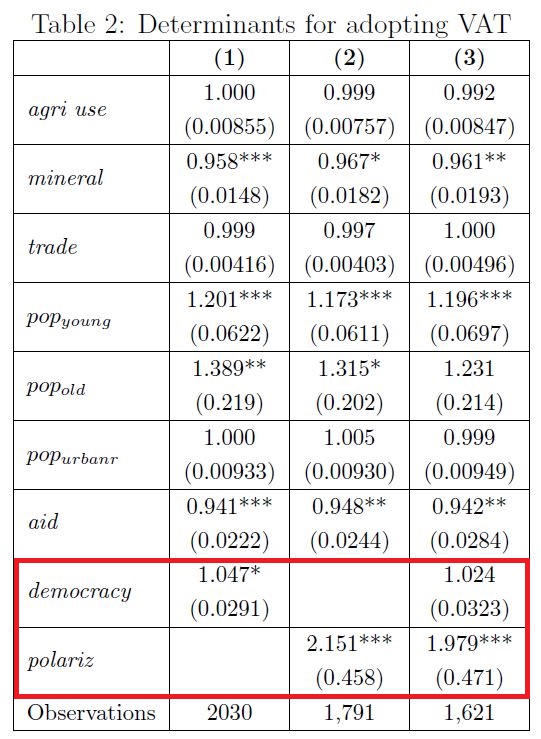 Table 2: Determinants for adopting VAT
(1) (2) (3)
agri use 1.000 0.999 0.992
(0.00855) (0.00757) (0.00847)
mineral 0.958*** 0.967* 0.961**
(0.0148) (0.0182) (0.0193)
trade 0.999 0.997 1.000
(0.00416) (0.00403) (0.00496)
pop_young 1.201*** 1.173*** 1.196***
(0.0622) (0.0611) (0.0697)
pop_old 1.389** 1.315* 1.231
(0.219) (0.202) (0.214)
pop_urbanr 1.000 1.005 0.999
(0.00933) (0.00930) (0.00949)
aid 0.941*** 0.948** 0.942**
(0.0222) (0.0244) (0.0284)
democracy 1.047* 1.024
(0.0291) (0.0323)
polariz 2.151*** 1.979***
(0.458) (0.471)
Observations 2030 1,791 1,621